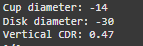 Cup diameter: -14
Disk diameter: -30
Vertical CDR: 0.47